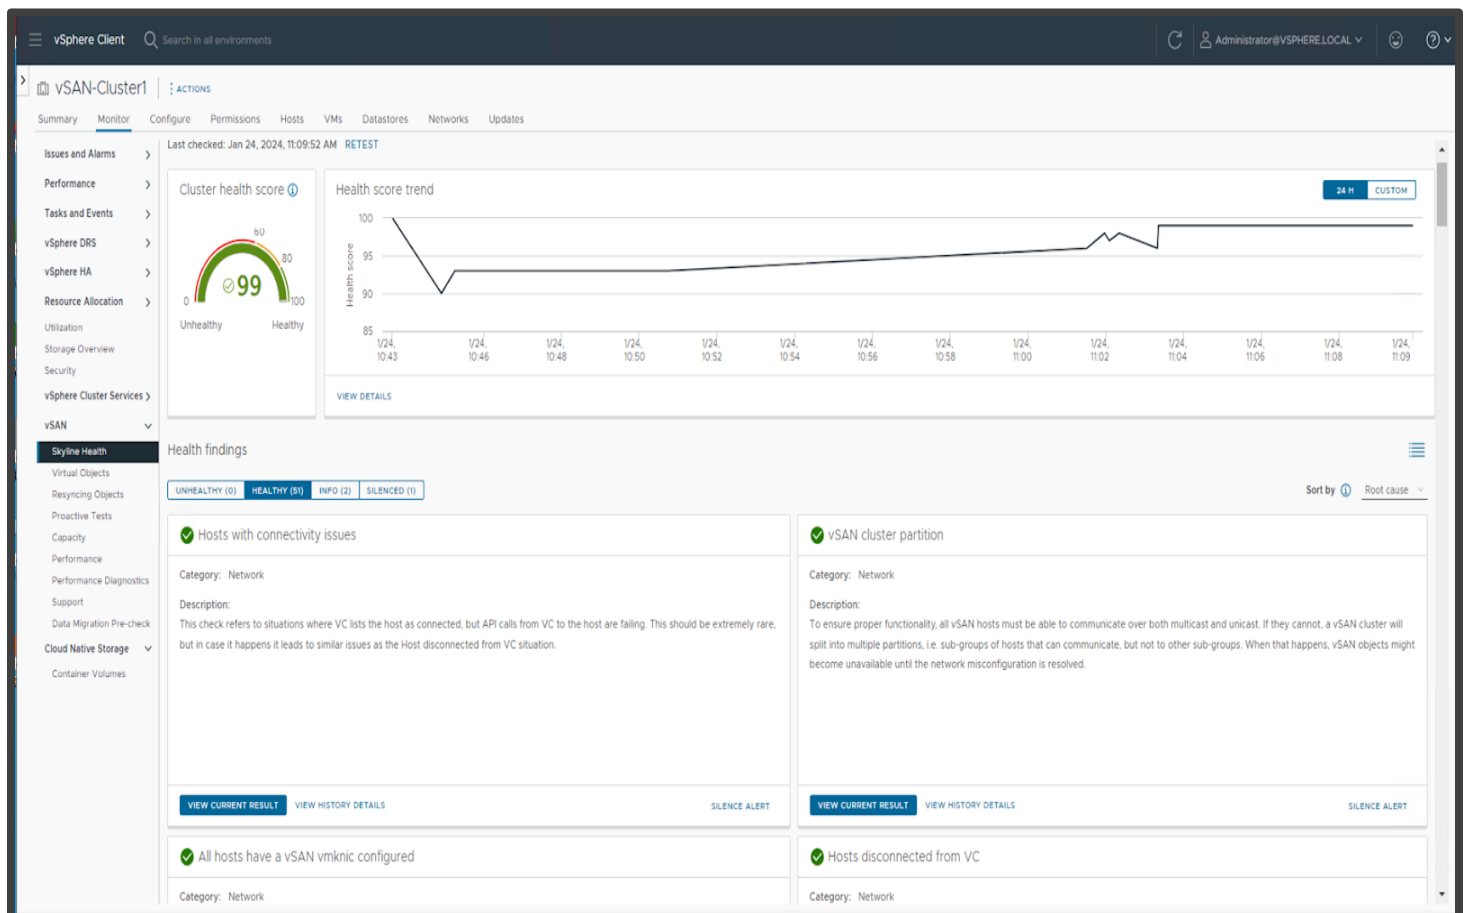 vSphere Client
Search in all environments
Administrator@VSPHERE.LOCAL
vSAN-Cluster1
ACTIONS
Summary Monitor Configure Permissions Hosts VMs Datastores Networks Updates
Issues and Alarms
Performance
Tasks and Events
vSphere DRS
vSphere HA
Resource Allocation
Utilization
Storage Overview
Security
vSphere Cluster Services
vSAN
Skyline Health
Virtual Objects
Resyncing Objects
Proactive Tests
Capacity
Performance
Performance Diagnostics
Support
Data Migration Pre-check
Cloud Native Storage
Container Volumes
Last checked: Jan 24, 2024, 11:09:52 AM RETEST
Cluster health score
60
80
99
0
100
Unhealthy Healthy
Health score trend
24 H CUSTOM
Health score
100
95
90
85
1/24, 10:43
1/24, 10:46
1/24, 10:48
1/24, 10:50
1/24, 10:52
1/24, 10:54
1/24, 10:56
1/24, 10:58
1/24, 11:00
1/24, 11:02
1/24, 11:04
1/24, 11:06
1/24, 11:08
1/24, 11:09
VIEW DETAILS
Health findings
UNHEALTHY (0) HEALTHY (51) INFO (2) SILENCED (1)
Sort by Root cause
Hosts with connectivity issues
Category: Network
Description:
This check refers to situations where VC lists the host as connected, but API calls from VC to the host are failing. This should be extremely rare,
but in case it happens it leads to similar issues as the Host disconnected from VC situation.
VIEW CURRENT RESULT VIEW HISTORY DETAILS SILENCE ALERT
vSAN cluster partition
Category: Network
Description:
To ensure proper functionality, all vSAN hosts must be able to communicate over both multicast and unicast. If they cannot, a vSAN cluster will
split into multiple partitions, i.e. sub-groups of hosts that can communicate, but not to other sub-groups. When that happens, vSAN objects might
become unavailable until the network misconfiguration is resolved.
VIEW CURRENT RESULT VIEW HISTORY DETAILS SILENCE ALERT
All hosts have a vSAN vmknic configured
Category: Network
Hosts disconnected from VC
Category: Network